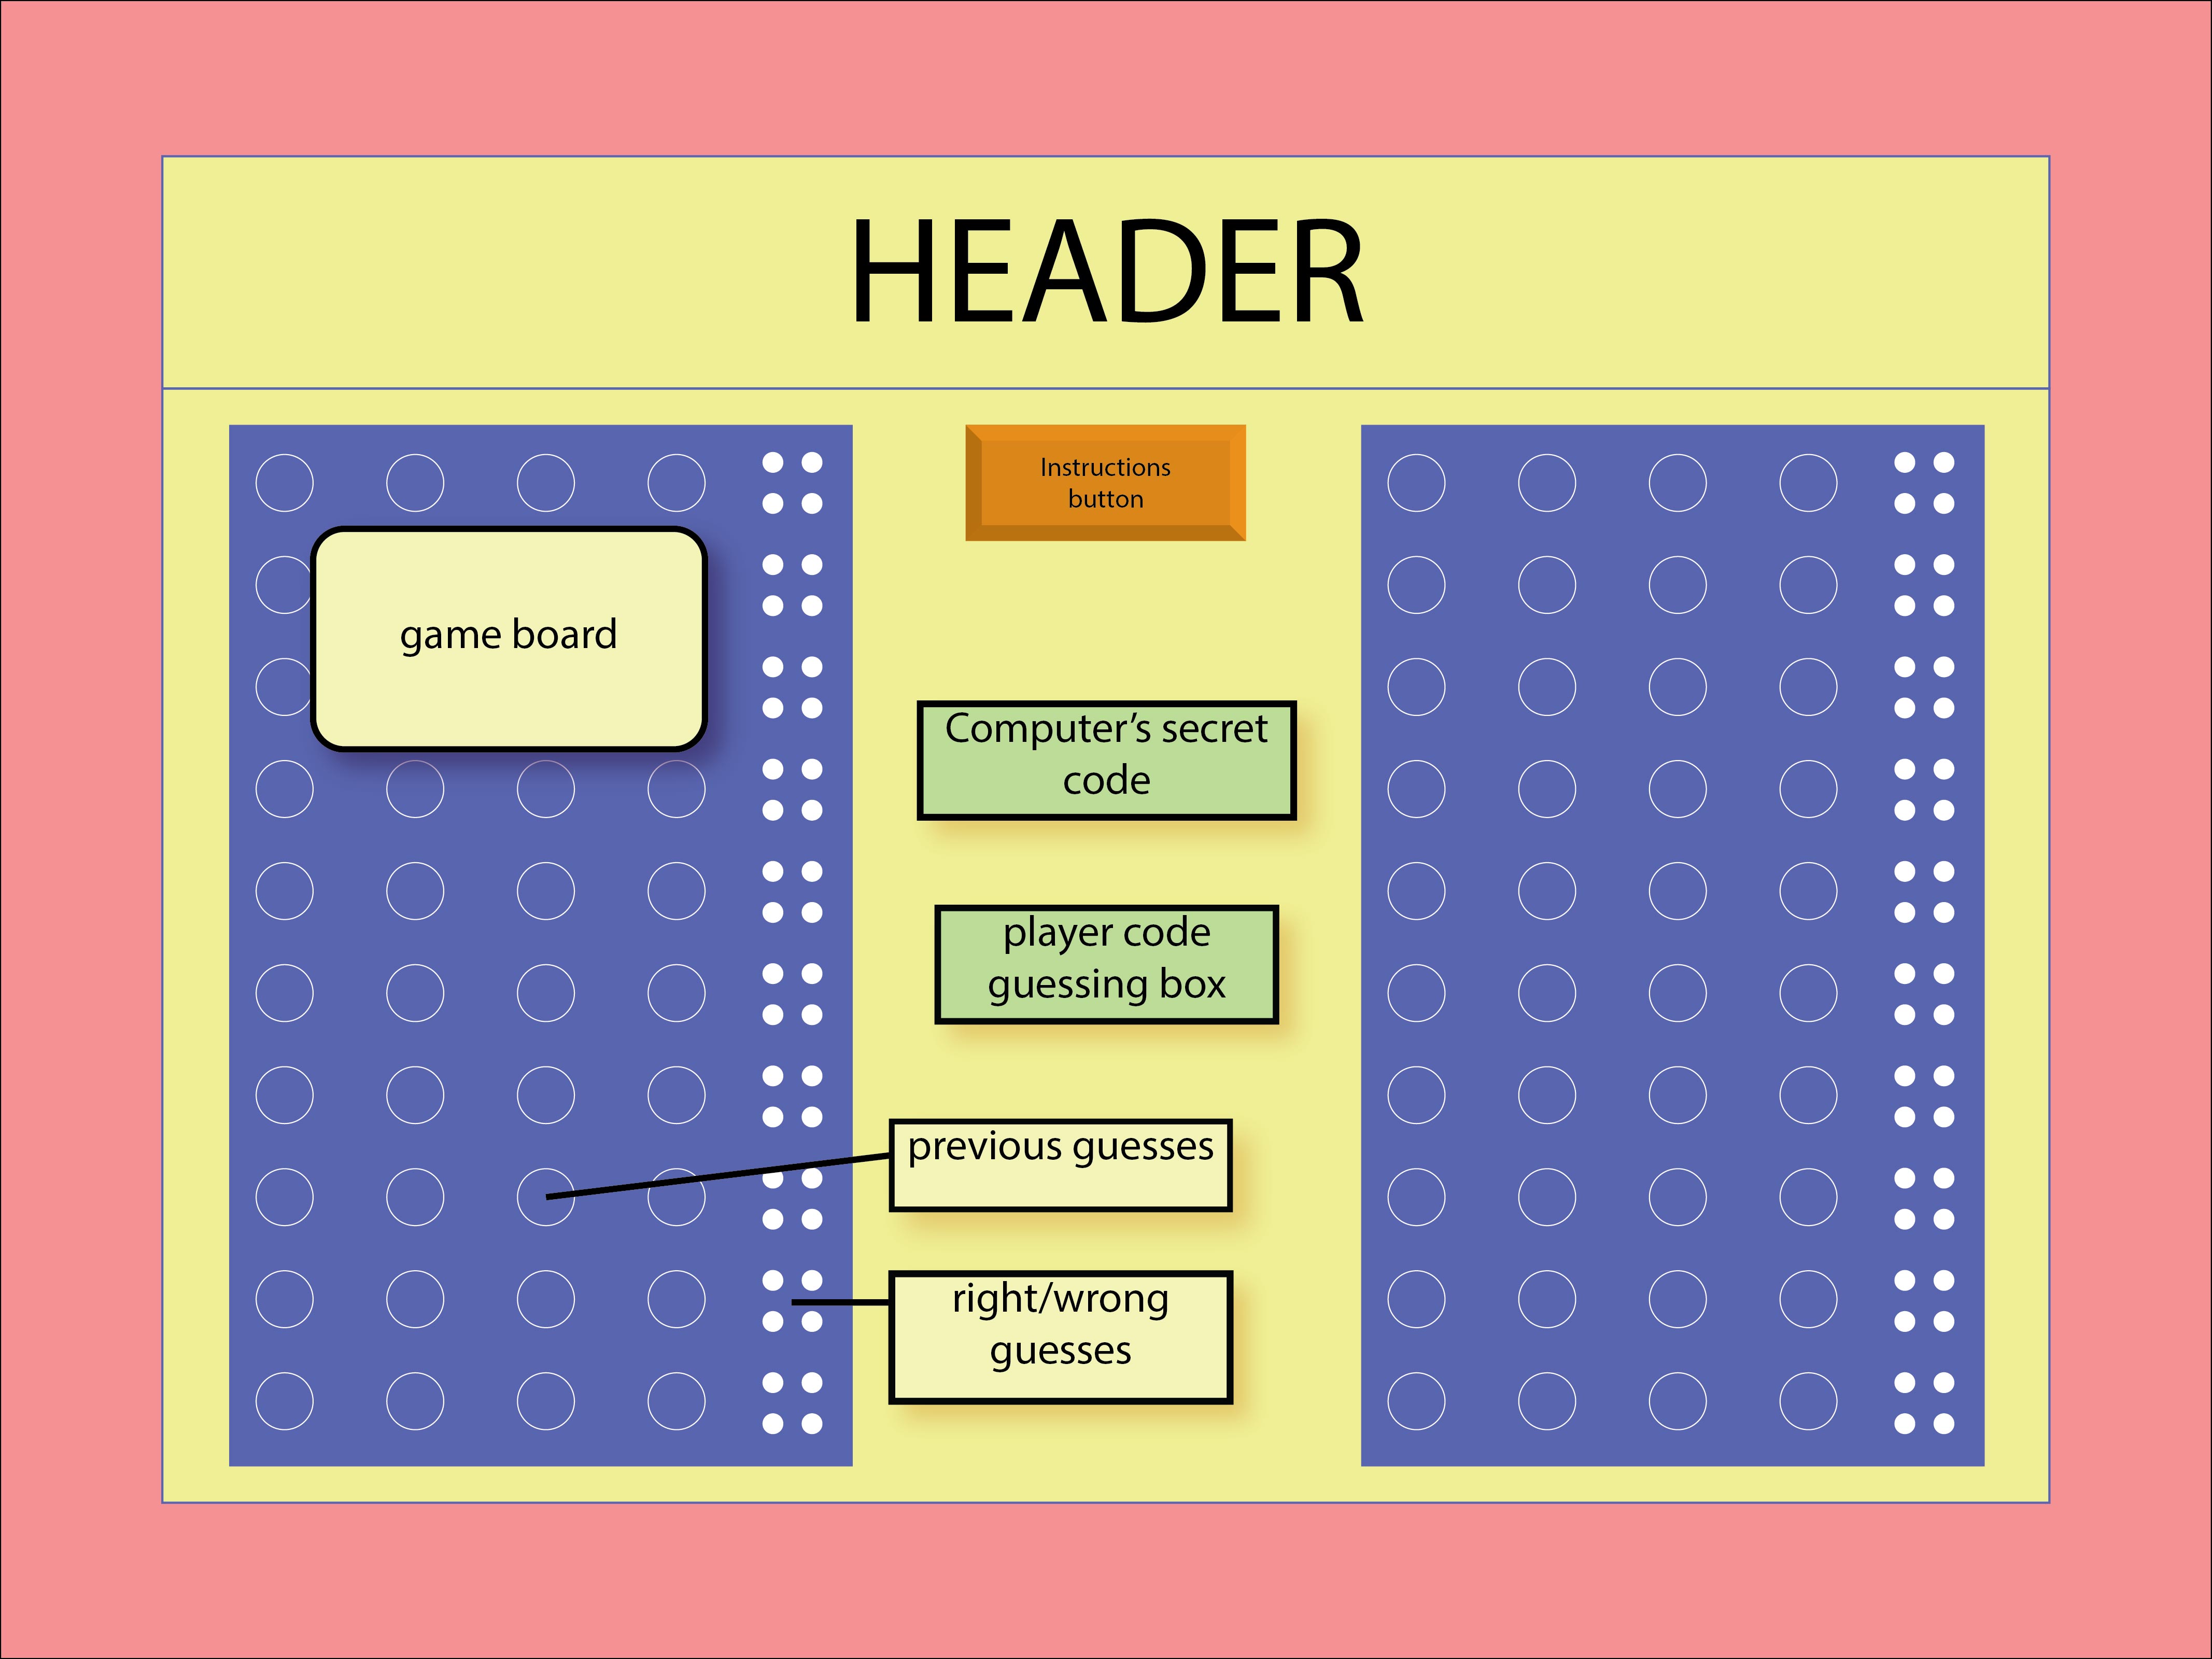 HEADER
Instructions
button
game board
Computer’s secret
code
player code
guessing box
previous guesses
right/wrong
guesses